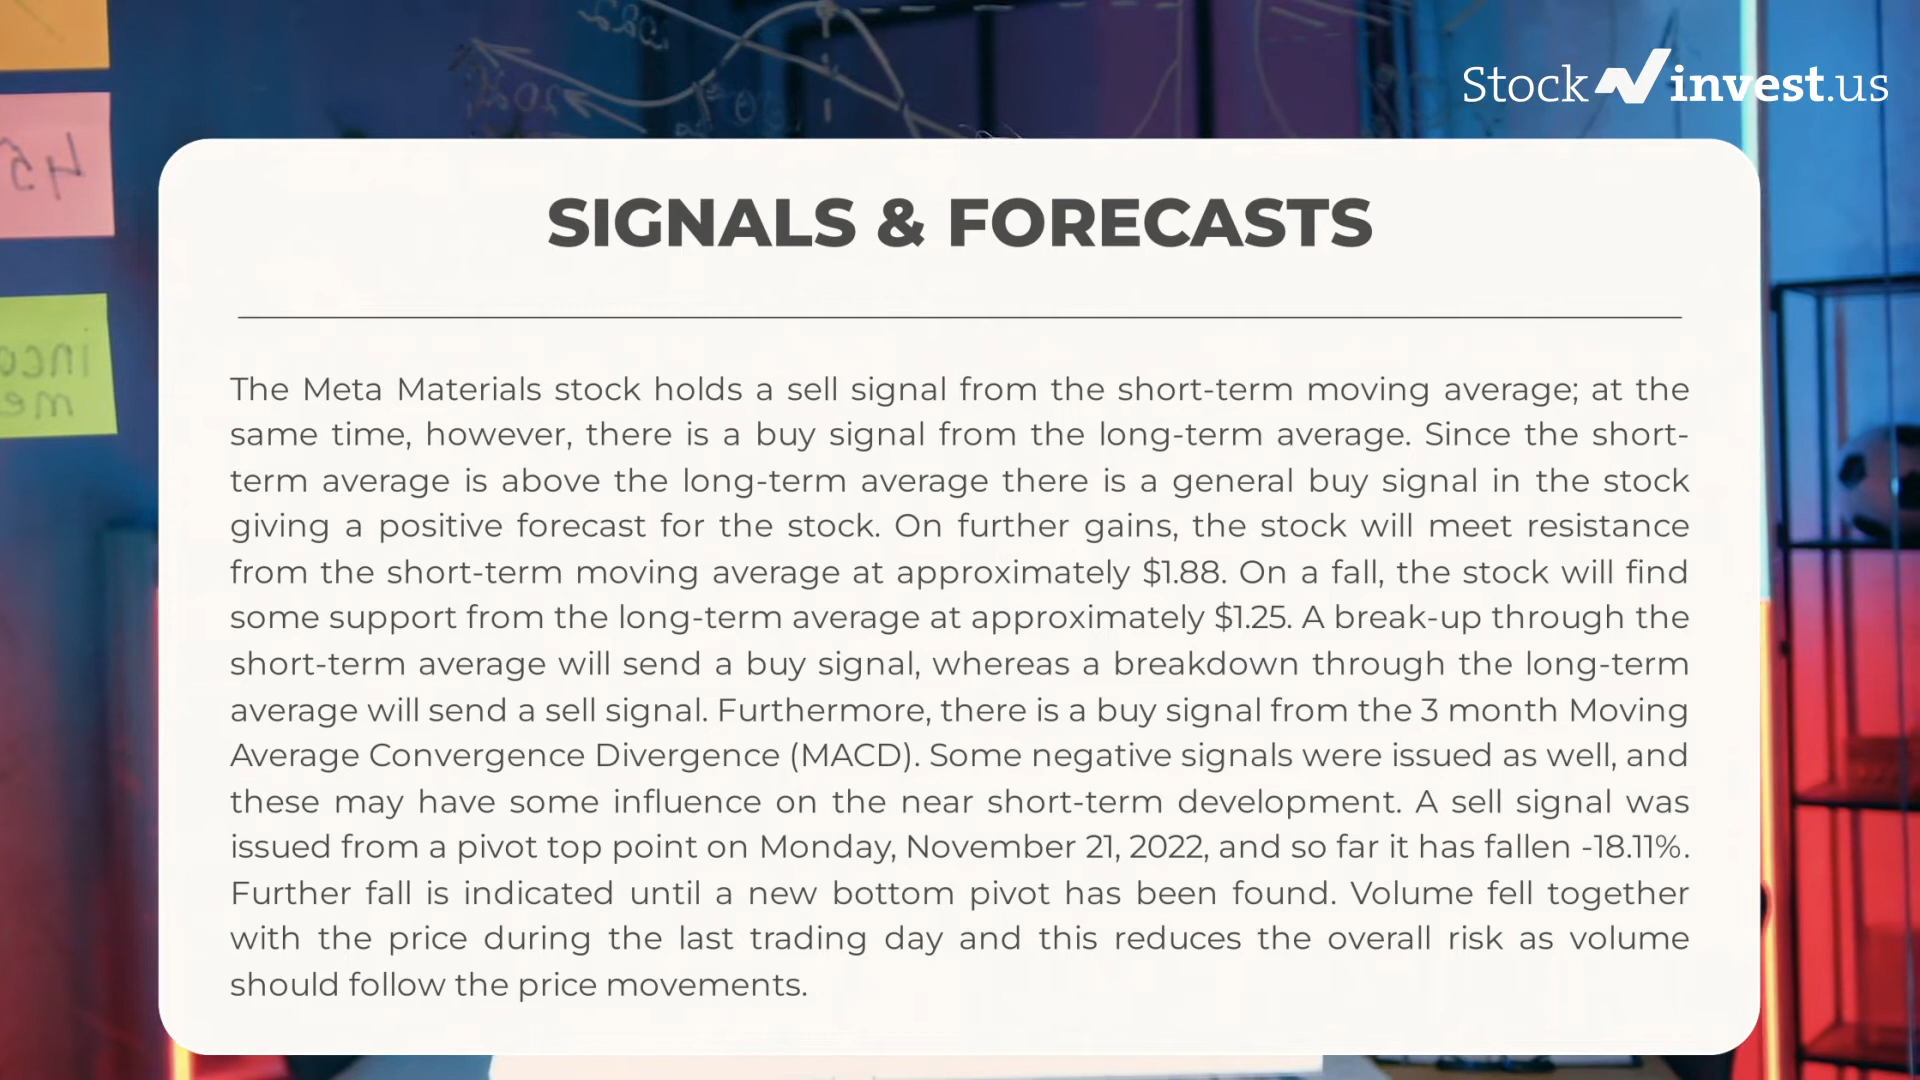 Stock invest.us
45
inco
me
SIGNALS & FORECASTS
The Meta Materials stock holds a sell signal from the short-term moving average; at the
same time, however, there is a buy signal from the long-term average. Since the short-
term average is above the long-term average there is a general buy signal in the stock
giving a positive forecast for the stock. On further gains, the stock will meet resistance
from the short-term moving average at approximately $1.88. On a fall, the stock will find
some support from the long-term average at approximately $1.25. A break-up through the
short-term average will send a buy signal, whereas a breakdown through the long-term
average will send a sell signal. Furthermore, there is a buy signal from the 3 month Moving
Average Convergence Divergence (MACD). Some negative signals were issued as well, and
these may have some influence on the near short-term development. A sell signal was
issued from a pivot top point on Monday, November 21, 2022, and so far it has fallen -18.11%.
Further fall is indicated until a new bottom pivot has been found. Volume fell together
with the price during the last trading day and this reduces the overall risk as volume
should follow the price movements.